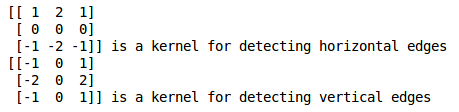 [[ 1  2  1]
 [ 0  0  0]
 [-1 -2 -1]] is a kernel for detecting horizontal edges
[[-1  0  1]
 [-2  0  2]
 [-1  0  1]] is a kernel for detecting vertical edges